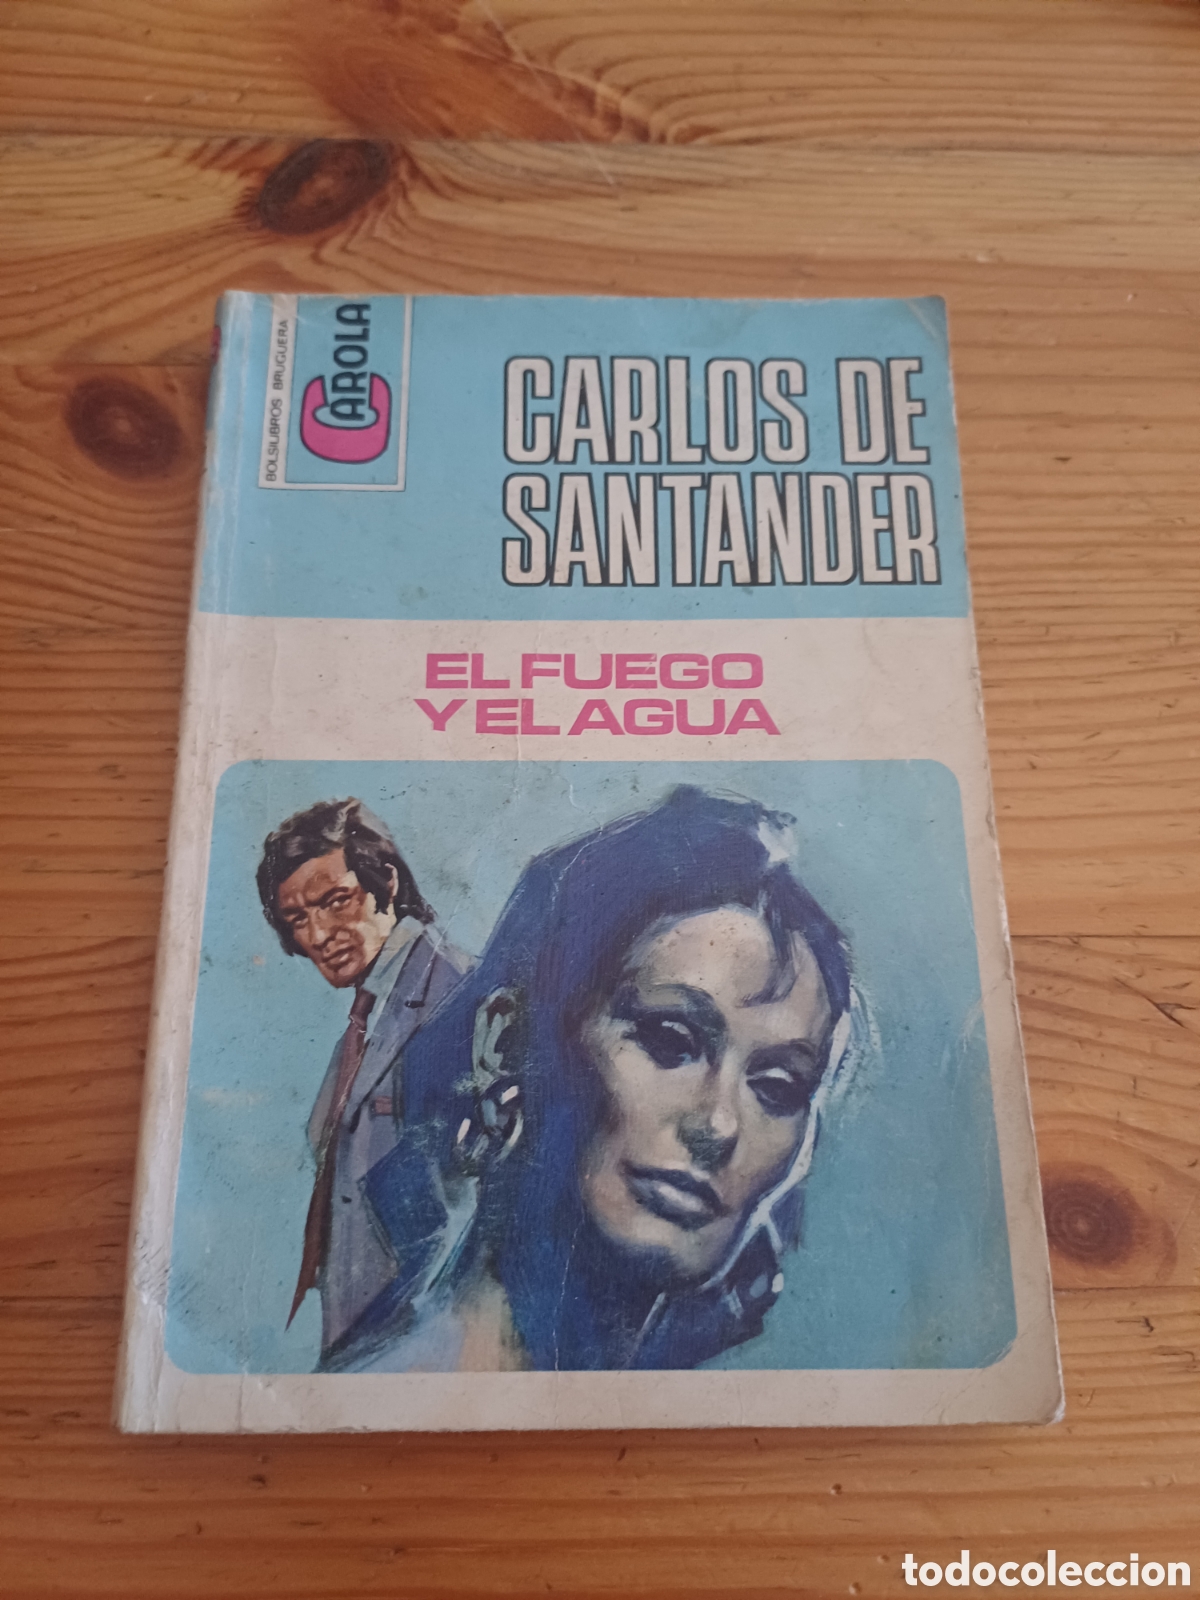 BOLSILIBROS BRUGUERA
CAROLA
CARLOS DE
SANTANDER
EL FUEGO
Y EL AGUA
todocoleccion